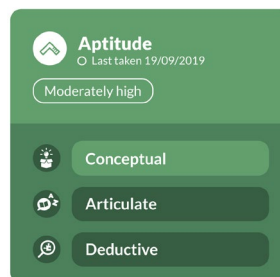 Aptitude
Last taken 19/09/2019
Moderately high
Conceptual
Articulate
Deductive